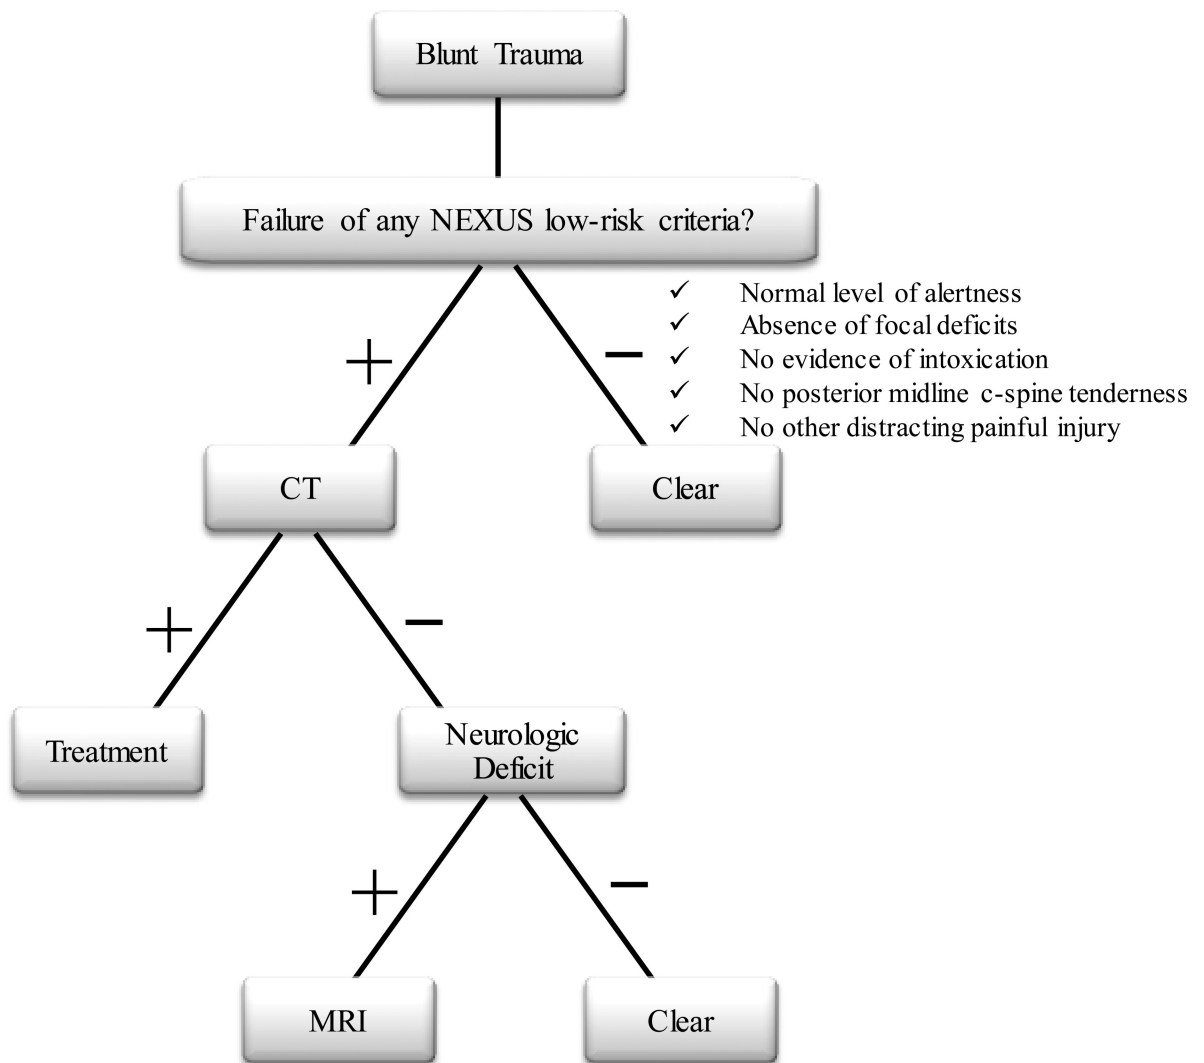 Blunt Trauma
Failure of any NEXUS low-risk criteria?
✓ Normal level of alertness
✓ Absence of focal deficits
+
−
✓ No evidence of intoxication
✓ No posterior midline c-spine tenderness
✓ No other distracting painful injury
CT
Clear
+
−
Treatment
Neurologic
Deficit
+
−
MRI
Clear